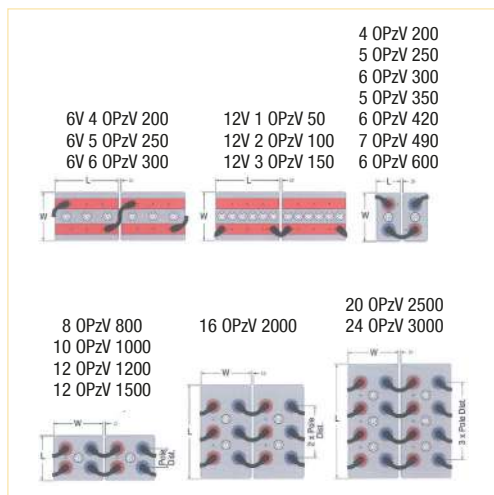 4 OPzV 200
5 OPzV 250
6 OPzV 300
5 OPzV 350
6 OPzV 420
7 OPzV 490
6 OPzV 600
6V 4 OPzV 200
6V 5 OPzV 250
6V 6 OPzV 300
12V 1 OPzV 50
12V 2 OPzV 100
12V 3 OPzV 150
L
W
L
W
L
W
8 OPzV 800
10 OPzV 1000
12 OPzV 1200
12 OPzV 1500
16 OPzV 2000
20 OPzV 2500
24 OPzV 3000
W
L
Pole
Dist.
W
L
2 x Pole Dist.
W
L
3 x Pole Dist.